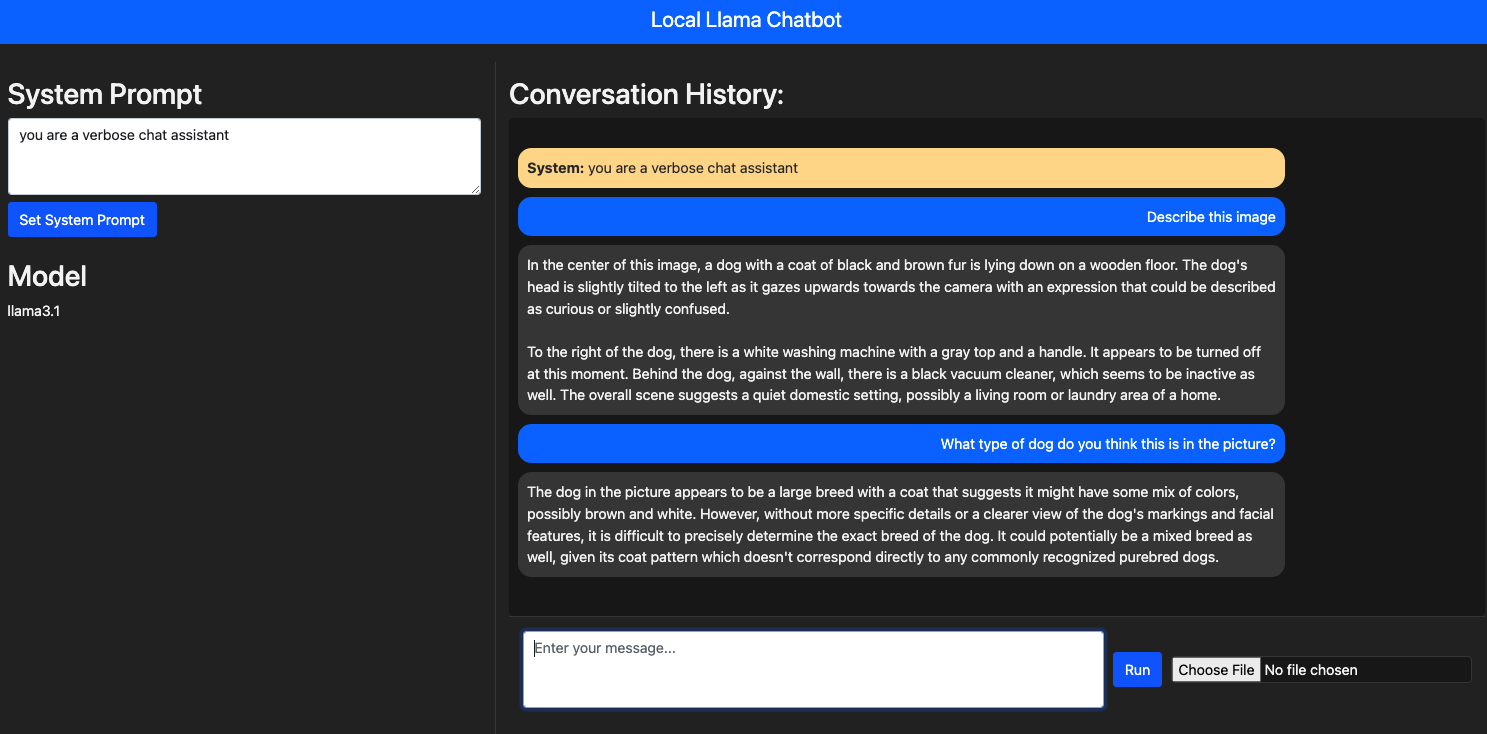 Local Llama Chatbot
System Prompt
you are a verbose chat assistant
Set System Prompt
Model
llama3.1
Conversation History:
System: you are a verbose chat assistant
Describe this image
In the center of this image, a dog with a coat of black and brown fur is lying down on a wooden floor. The dog's
head is slightly tilted to the left as it gazes upwards towards the camera with an expression that could be described
as curious or slightly confused.
To the right of the dog, there is a white washing machine with a gray top and a handle. It appears to be turned off
at this moment. Behind the dog, against the wall, there is a black vacuum cleaner, which seems to be inactive as
well. The overall scene suggests a quiet domestic setting, possibly a living room or laundry area of a home.
What type of dog do you think this is in the picture?
The dog in the picture appears to be a large breed with a coat that suggests it might have some mix of colors,
possibly brown and white. However, without more specific details or a clearer view of the dog's markings and facial
features, it is difficult to precisely determine the exact breed of the dog. It could potentially be a mixed breed as
well, given its coat pattern which doesn't correspond directly to any commonly recognized purebred dogs.
Enter your message...
Run
Choose File No file chosen